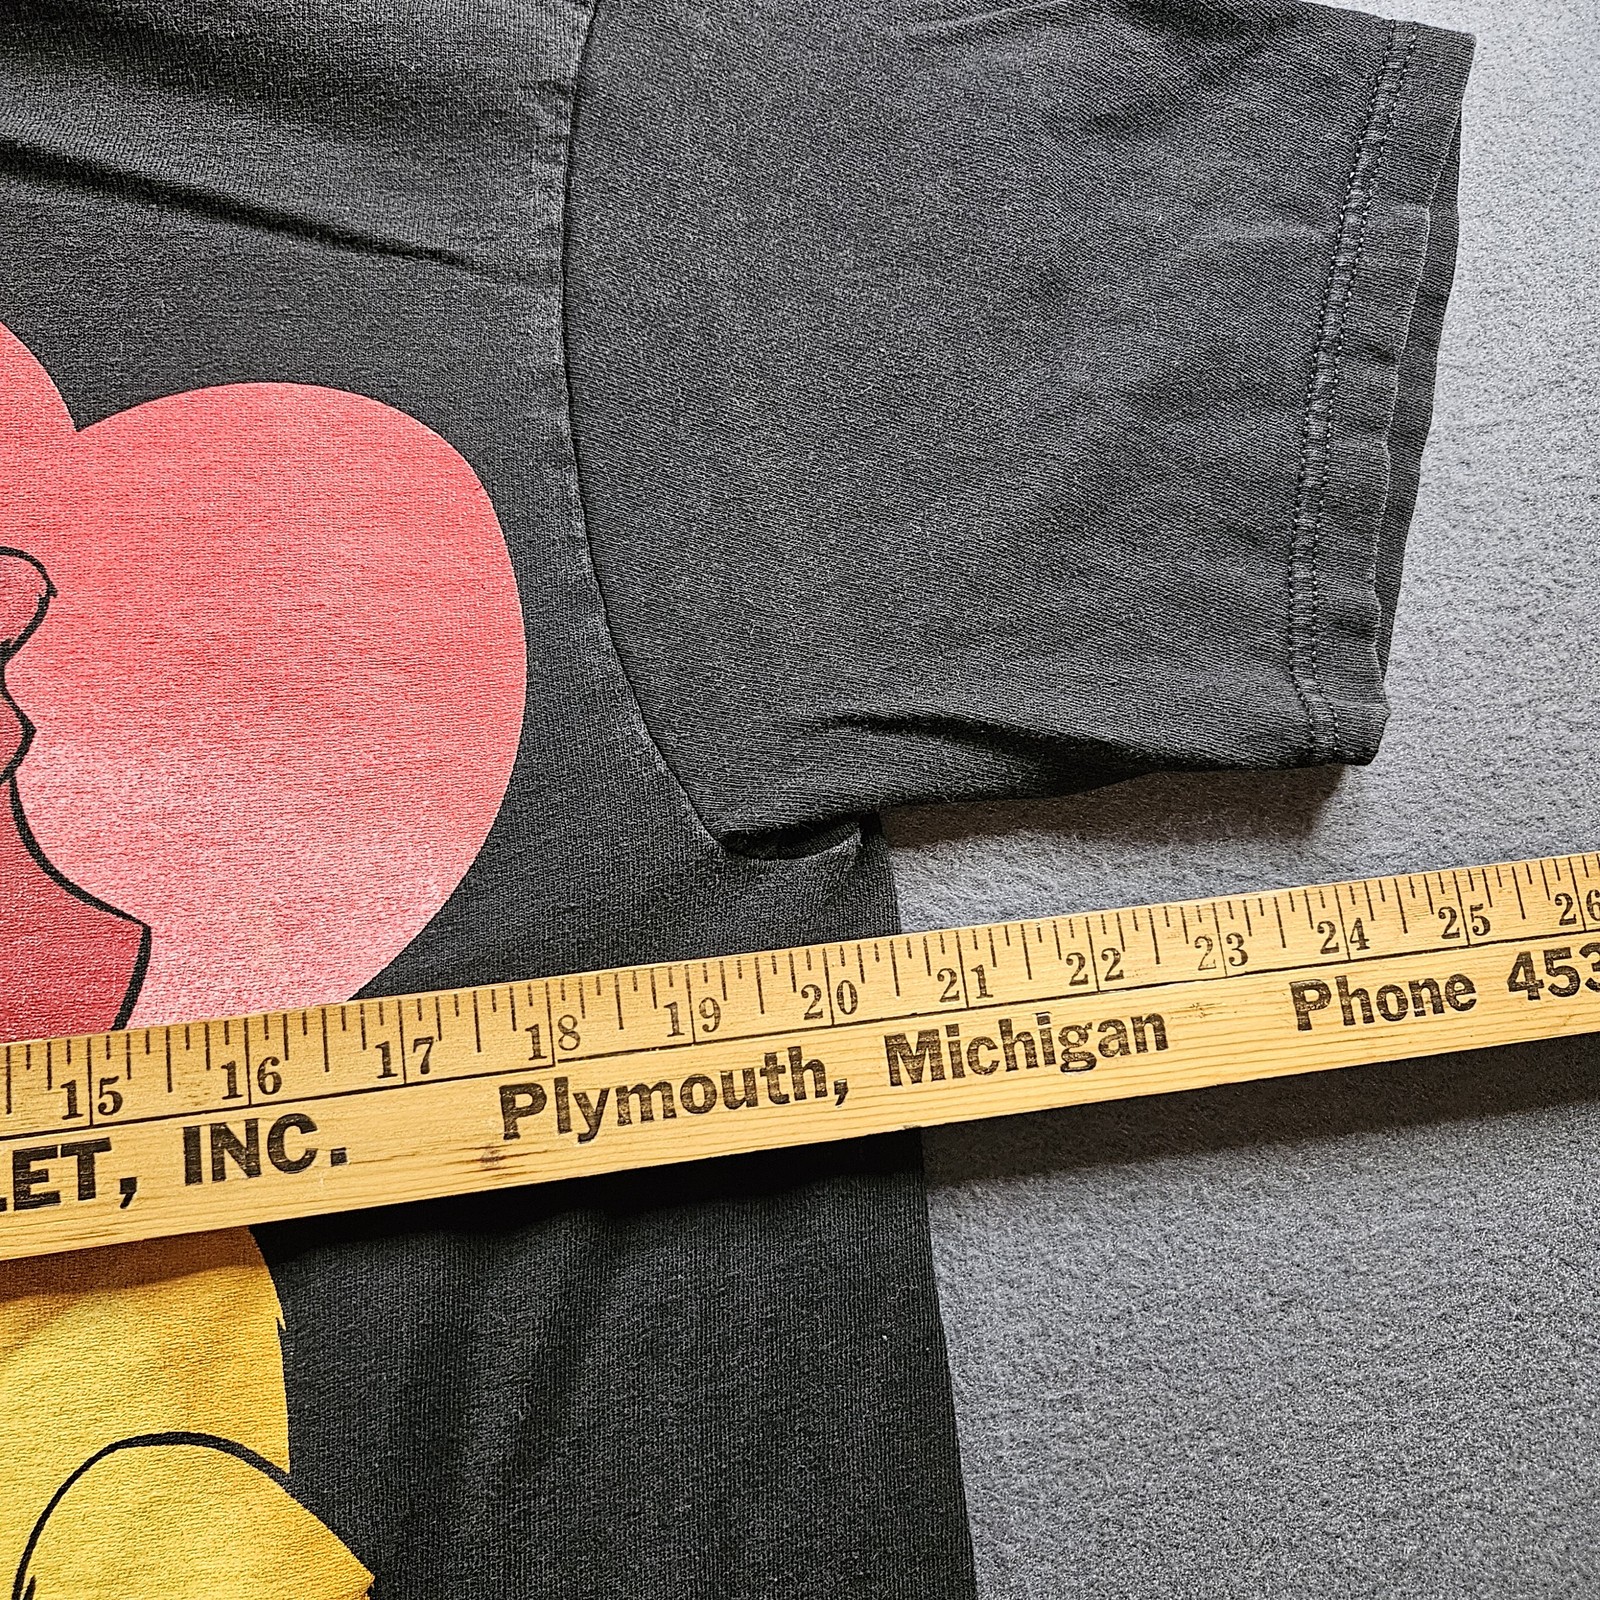 15 16 17 18 19 20 21 22 23 24 25 26
LET, INC. Plymouth, Michigan Phone 453